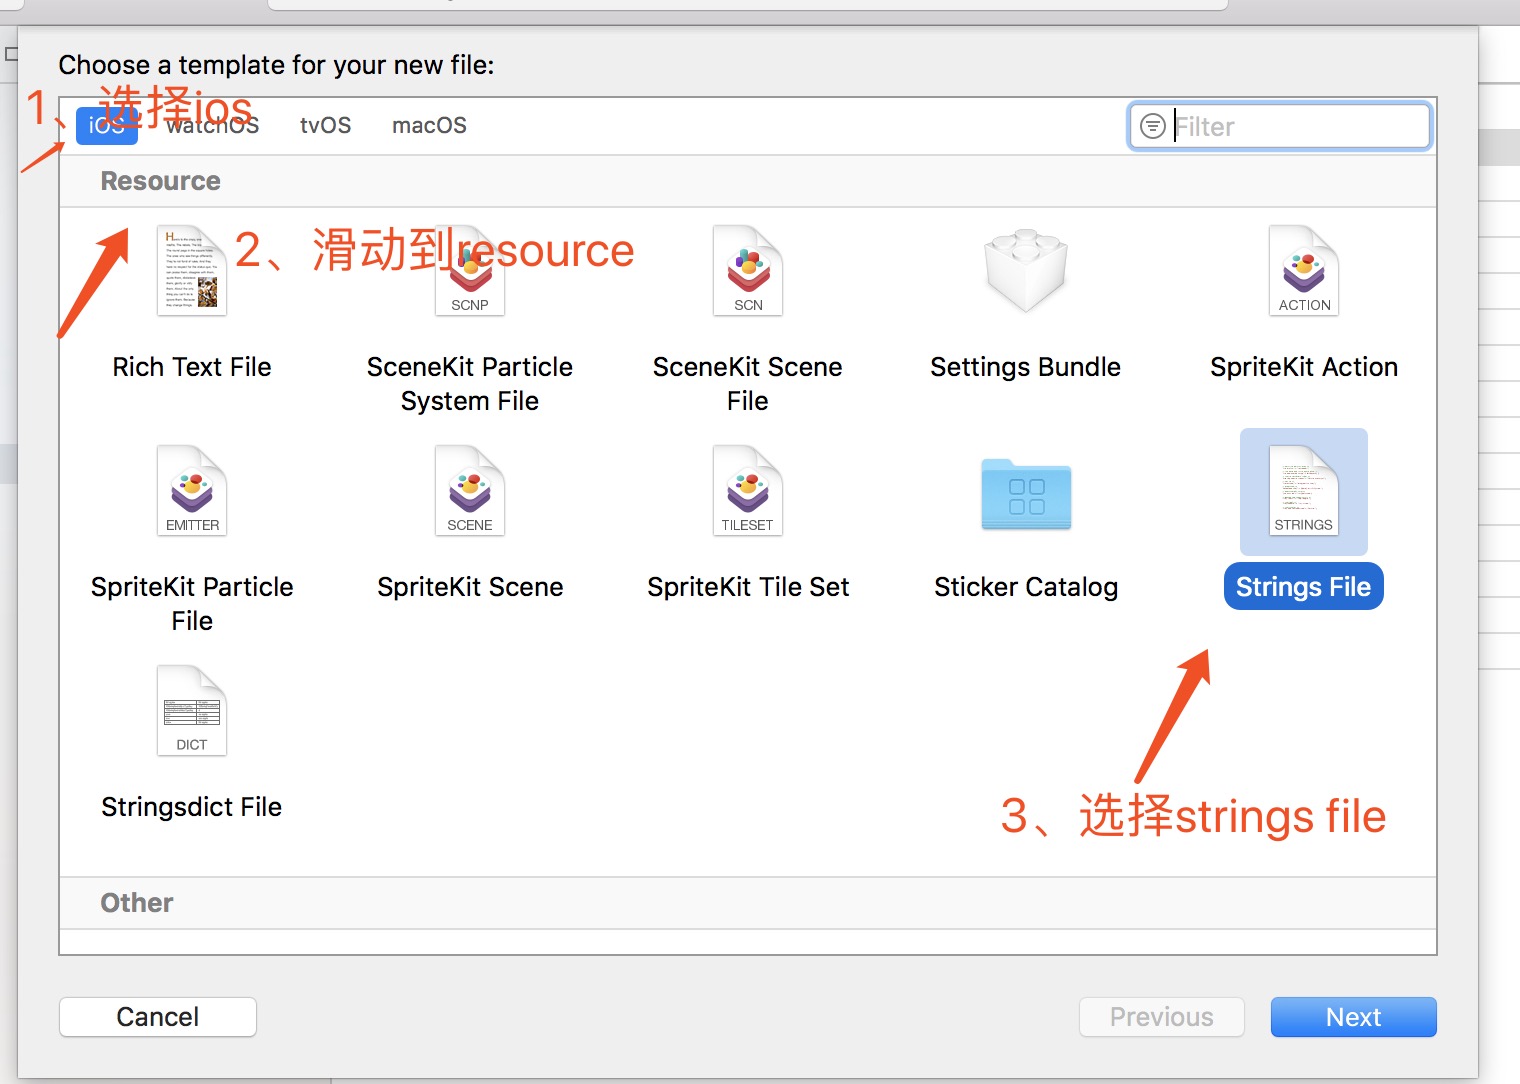 Choose a template for your new file:
1、选择ios
iOS watchOS tvOS macOS Filter
Resource
2、滑动到resource
SCNP SCN ACTION
Rich Text File SceneKit Particle System File SceneKit Scene File Settings Bundle SpriteKit Action
EMITTER SCENE TILESET STRINGS
SpriteKit Particle File SpriteKit Scene SpriteKit Tile Set Sticker Catalog Strings File
DICT
Stringsdict File
3、选择strings file
Other
Cancel Previous Next